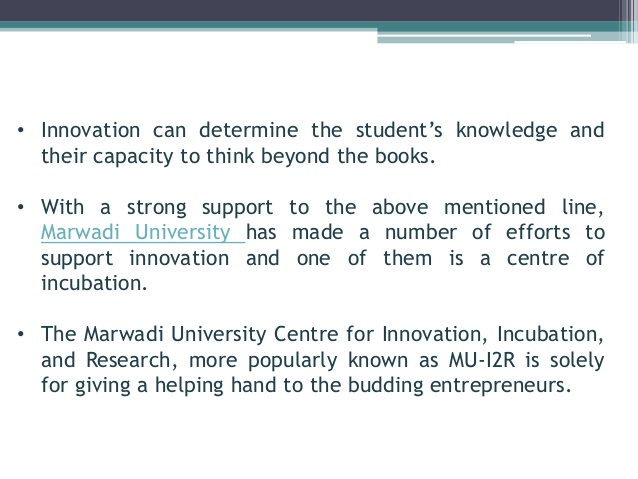 • Innovation can determine the student’s knowledge and
their capacity to think beyond the books.
• With a strong support to the above mentioned line,
Marwadi University has made a number of efforts to
support innovation and one of them is a centre of
incubation.
• The Marwadi University Centre for Innovation, Incubation,
and Research, more popularly known as MU-I2R is solely
for giving a helping hand to the budding entrepreneurs.